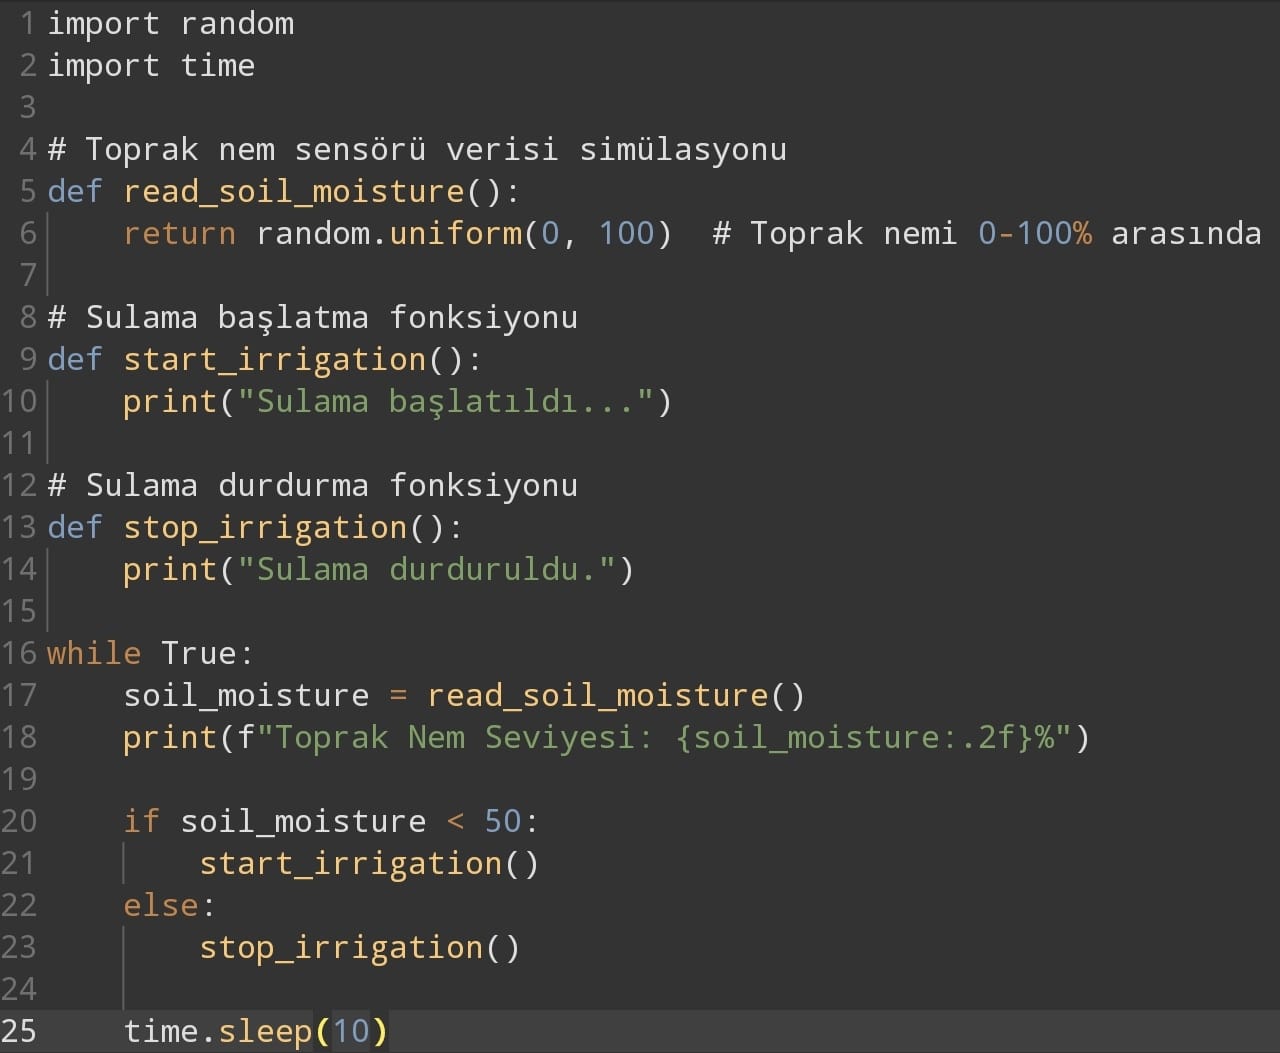 1 import random
2 import time
3
4 # Toprak nem sensörü verisi simülasyonu
5 def read_soil_moisture():
6     return random.uniform(0, 100)  # Toprak nemi 0-100% arasında
7
8 # Sulama başlatma fonksiyonu
9 def start_irrigation():
10     print("Sulama başlatıldı...")
11
12 # Sulama durdurma fonksiyonu
13 def stop_irrigation():
14     print("Sulama durduruldu.")
15
16 while True:
17     soil_moisture = read_soil_moisture()
18     print(f"Toprak Nem Seviyesi: {soil_moisture:.2f}%")
19
20     if soil_moisture < 50:
21         start_irrigation()
22     else:
23         stop_irrigation()
24
25     time.sleep(10)